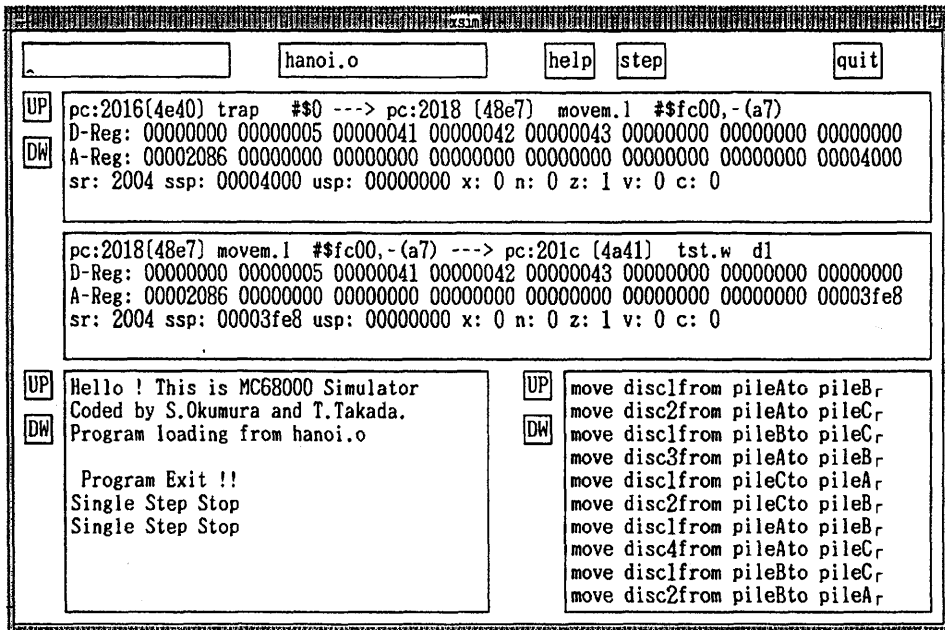 xsim
hanoi.o help step quit
UP
DW
pc:2016[4e40] trap #$0 ---> pc:2018 [48e7] movem.l #$fc00,-(a7)
D-Reg: 00000000 00000005 00000041 00000042 00000043 00000000 00000000 00000000
A-Reg: 00002086 00000000 00000000 00000000 00000000 00000000 00000000 00004000
sr: 2004 ssp: 00004000 usp: 00000000 x: 0 n: 0 z: 1 v: 0 c: 0
pc:2018[48e7] movem.l #$fc00,-(a7) ---> pc:201c [4a41] tst.w d1
D-Reg: 00000000 00000005 00000041 00000042 00000043 00000000 00000000 00000000
A-Reg: 00002086 00000000 00000000 00000000 00000000 00000000 00000000 00003fe8
sr: 2004 ssp: 00003fe8 usp: 00000000 x: 0 n: 0 z: 1 v: 0 c: 0
UP
DW
Hello ! This is MC68000 Simulator
Coded by S.Okumura and T.Takada.
Program loading from hanoi.o
Program Exit !!
Single Step Stop
Single Step Stop
UP
DW
move disc1from pileAto pileB┌
move disc2from pileAto pileC┌
move disc1from pileBto pileC┌
move disc3from pileAto pileB┌
move disc1from pileCto pileA┌
move disc2from pileCto pileB┌
move disc1from pileAto pileB┌
move disc4from pileAto pileC┌
move disc1from pileBto pileC┌
move disc2from pileBto pileA┌